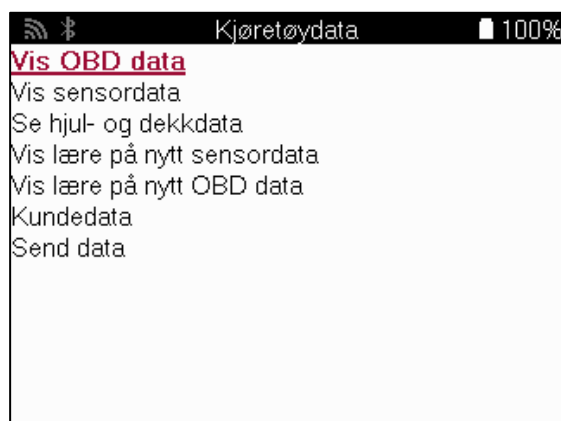 Kjøretøydata 100%
Vis OBD data
Vis sensordata
Se hjul- og dekkdata
Vis lære på nytt sensordata
Vis lære på nytt OBD data
Kundedata
Send data